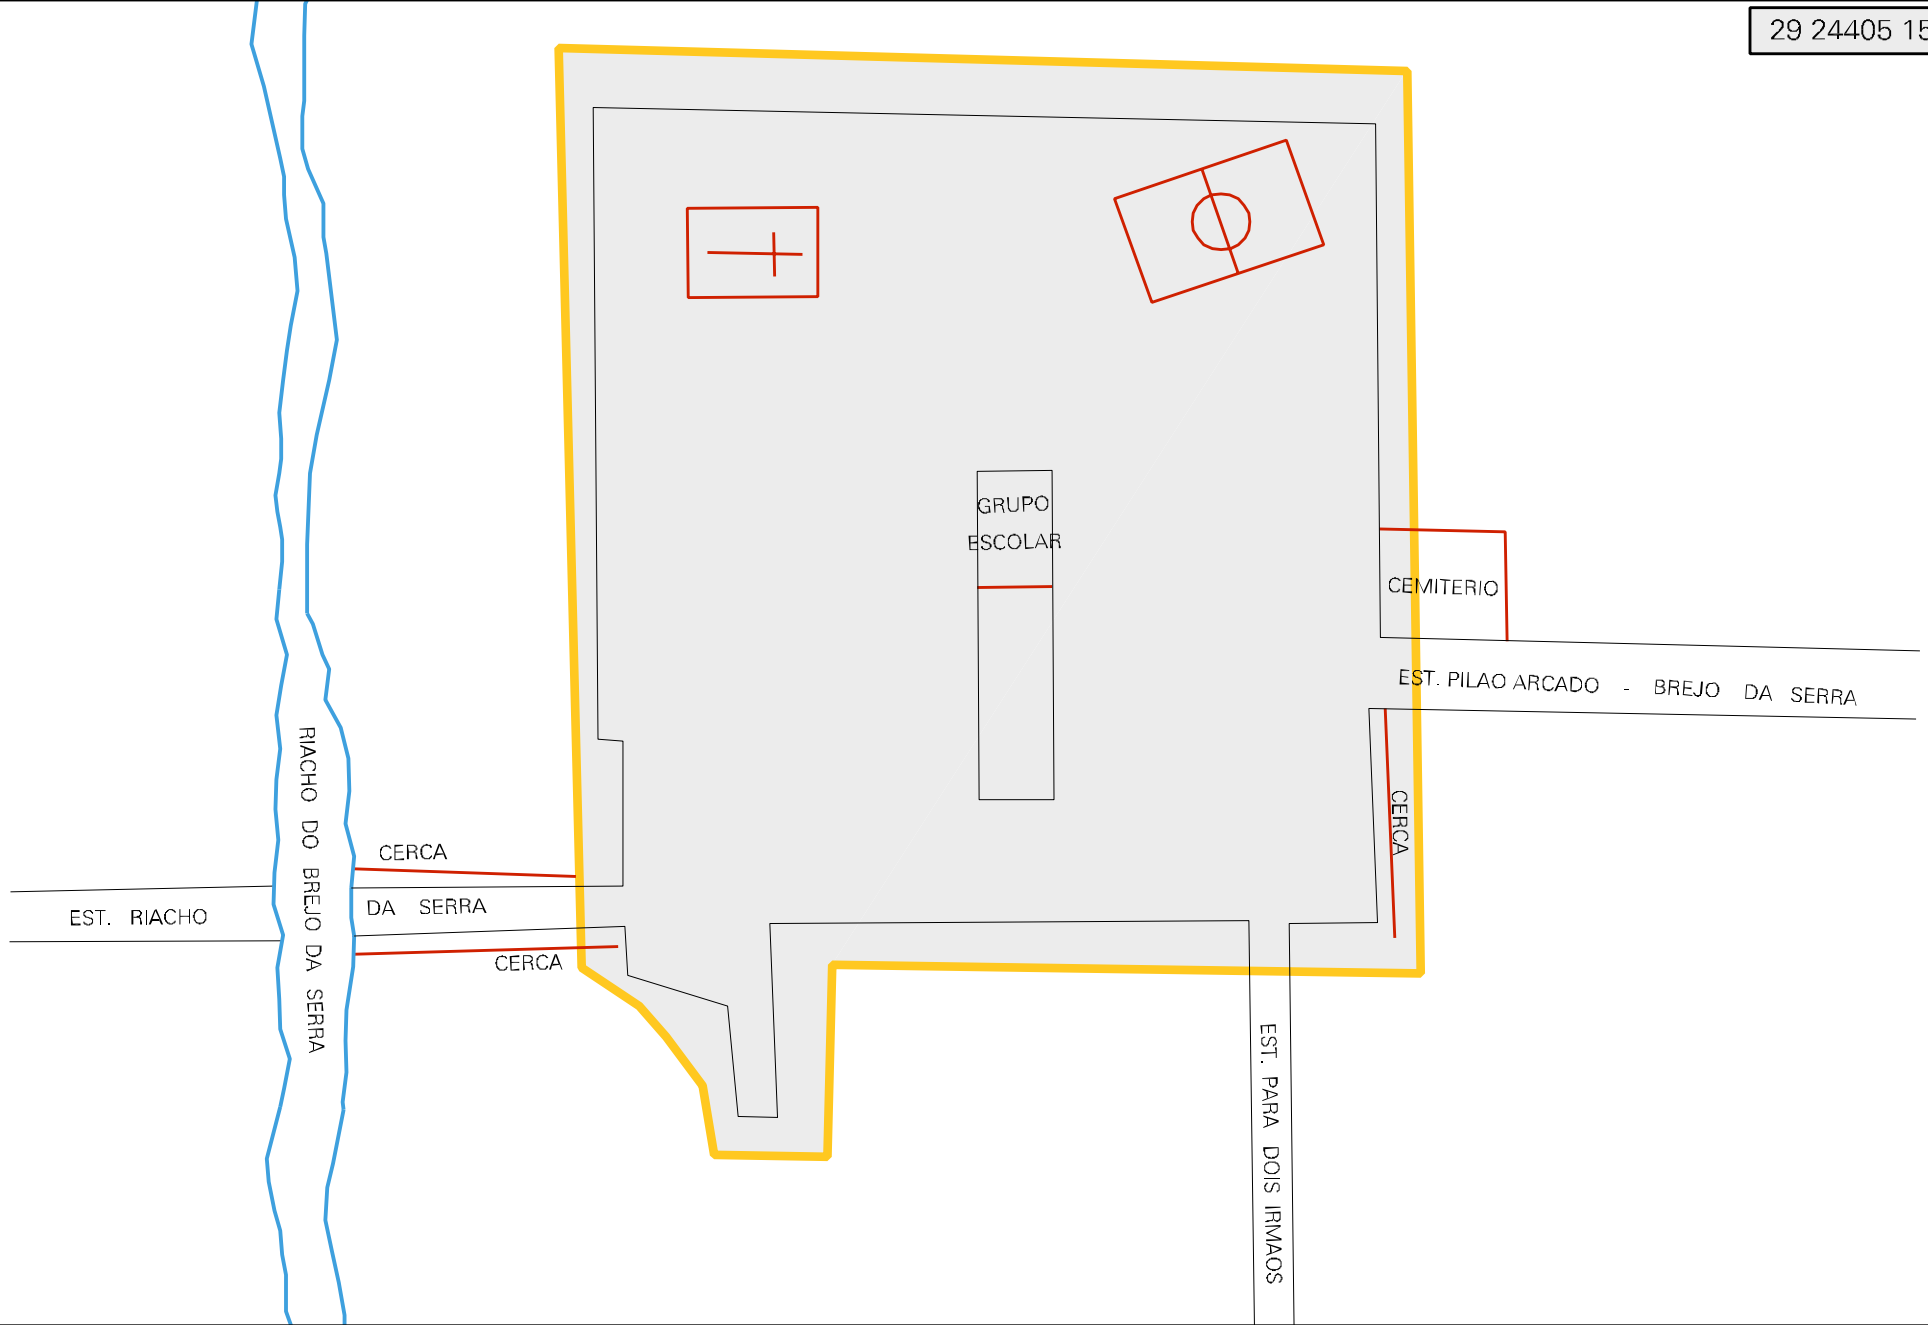 29 24405 15
GRUPO
ESCOLAR
CEMITERIO
EST. PILAO ARCADO - BREJO DA SERRA
CERCA
RIACHO DO BREJO DA SERRA
CERCA
EST. RIACHO DA SERRA
CERCA
EST. PARA DOIS IRMAOS